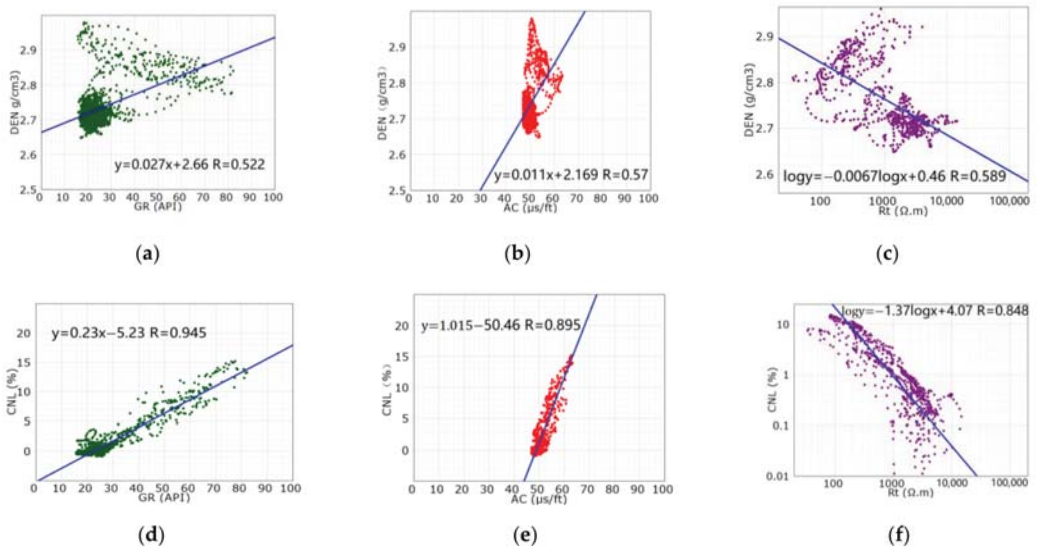 2.9
2.8
2.7
2.6
2.5
DEN g/cm3
y=0.027x+2.66 R=0.522
0 10 20 30 40 50 60 70 80 90 100
GR (API)
(a)
2.9
2.8
2.7
2.6
2.5
DEN (g/cm3)
y=0.011x+2.169 R=0.57
0 10 20 30 40 50 60 70 80 90 100
AC (μs/ft)
(b)
2.9
2.8
2.7
2.6
DEN (g/cm3)
logy=−0.0067logx+0.46 R=0.589
100 1000 10,000 100,000
Rt (Ω.m)
(c)
y=0.23x−5.23 R=0.945
20
15
10
5
0
CNL (%)
0 10 20 30 40 50 60 70 80 90 100
GR (API)
(d)
y=1.015−50.46 R=0.895
20
15
10
5
0
CNL (%)
0 10 20 30 40 50 60 70 80 90 100
AC (μs/ft)
(e)
logy=−1.37logx+4.07 R=0.848
10
1
0.1
0.01
CNL (%)
100 1000 10,000 100,000
Rt (Ω.m)
(f)